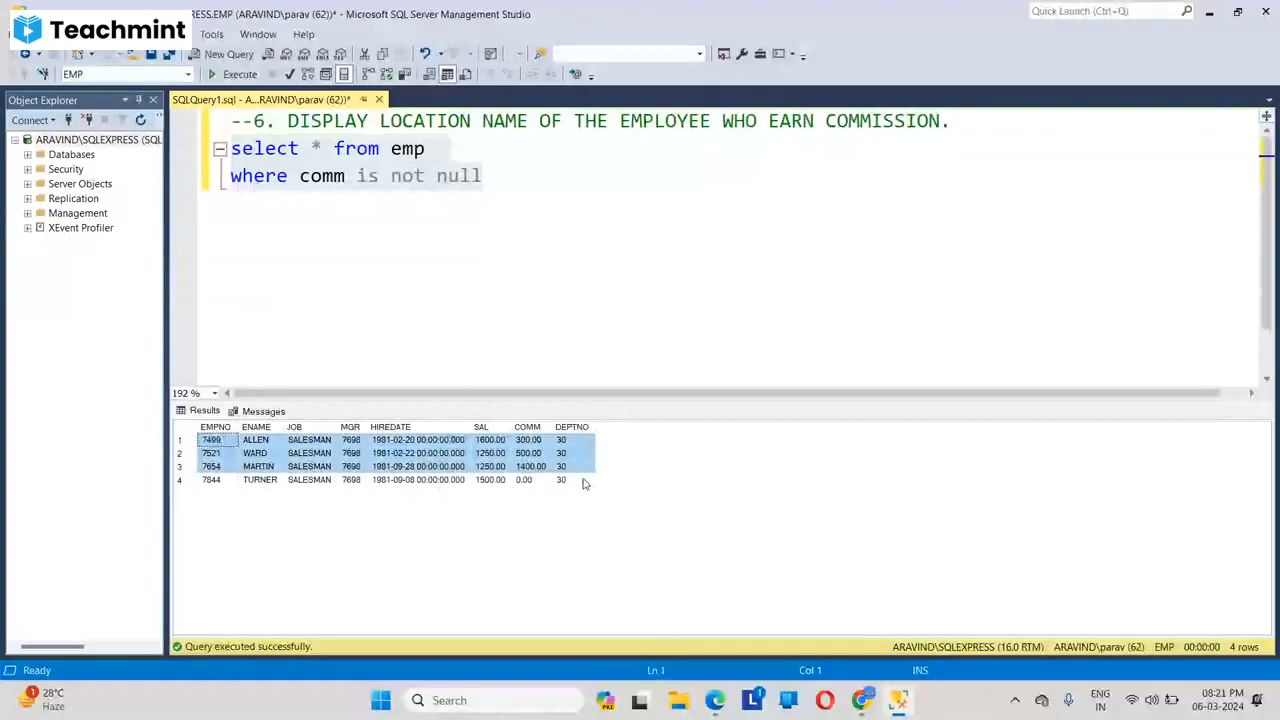 RESS.EMP (ARAVIND\parav (62))* - Microsoft SQL Server Management Studio
Quick Launch (Ctrl+Q)
Teachmint
Tools Window Help
New Query
EMP
Execute
Object Explorer
SQLQuery1.sql - A...RAVIND\parav (62))*
Connect
ARAVIND\SQLEXPRESS (SQL
Databases
Security
Server Objects
Replication
Management
XEvent Profiler
--6. DISPLAY LOCATION NAME OF THE EMPLOYEE WHO EARN COMMISSION.
select * from emp
where comm is not null
192 %
Results Messages
EMPNO ENAME JOB MGR HIREDATE SAL COMM DEPTNO
1 7499 ALLEN SALESMAN 7698 1981-02-20 00:00:00.000 1600.00 300.00 30
2 7521 WARD SALESMAN 7698 1981-02-22 00:00:00.000 1250.00 500.00 30
3 7654 MARTIN SALESMAN 7698 1981-09-28 00:00:00.000 1250.00 1400.00 30
4 7844 TURNER SALESMAN 7698 1981-09-08 00:00:00.000 1500.00 0.00 30
Query executed successfully.
ARAVIND\SQLEXPRESS (16.0 RTM) ARAVIND\parav (62) EMP 00:00:00 4 rows
Ready Ln 1 Col 1 INS
28°C
Haze
Search
ENG
IN
08:21 PM
06-03-2024